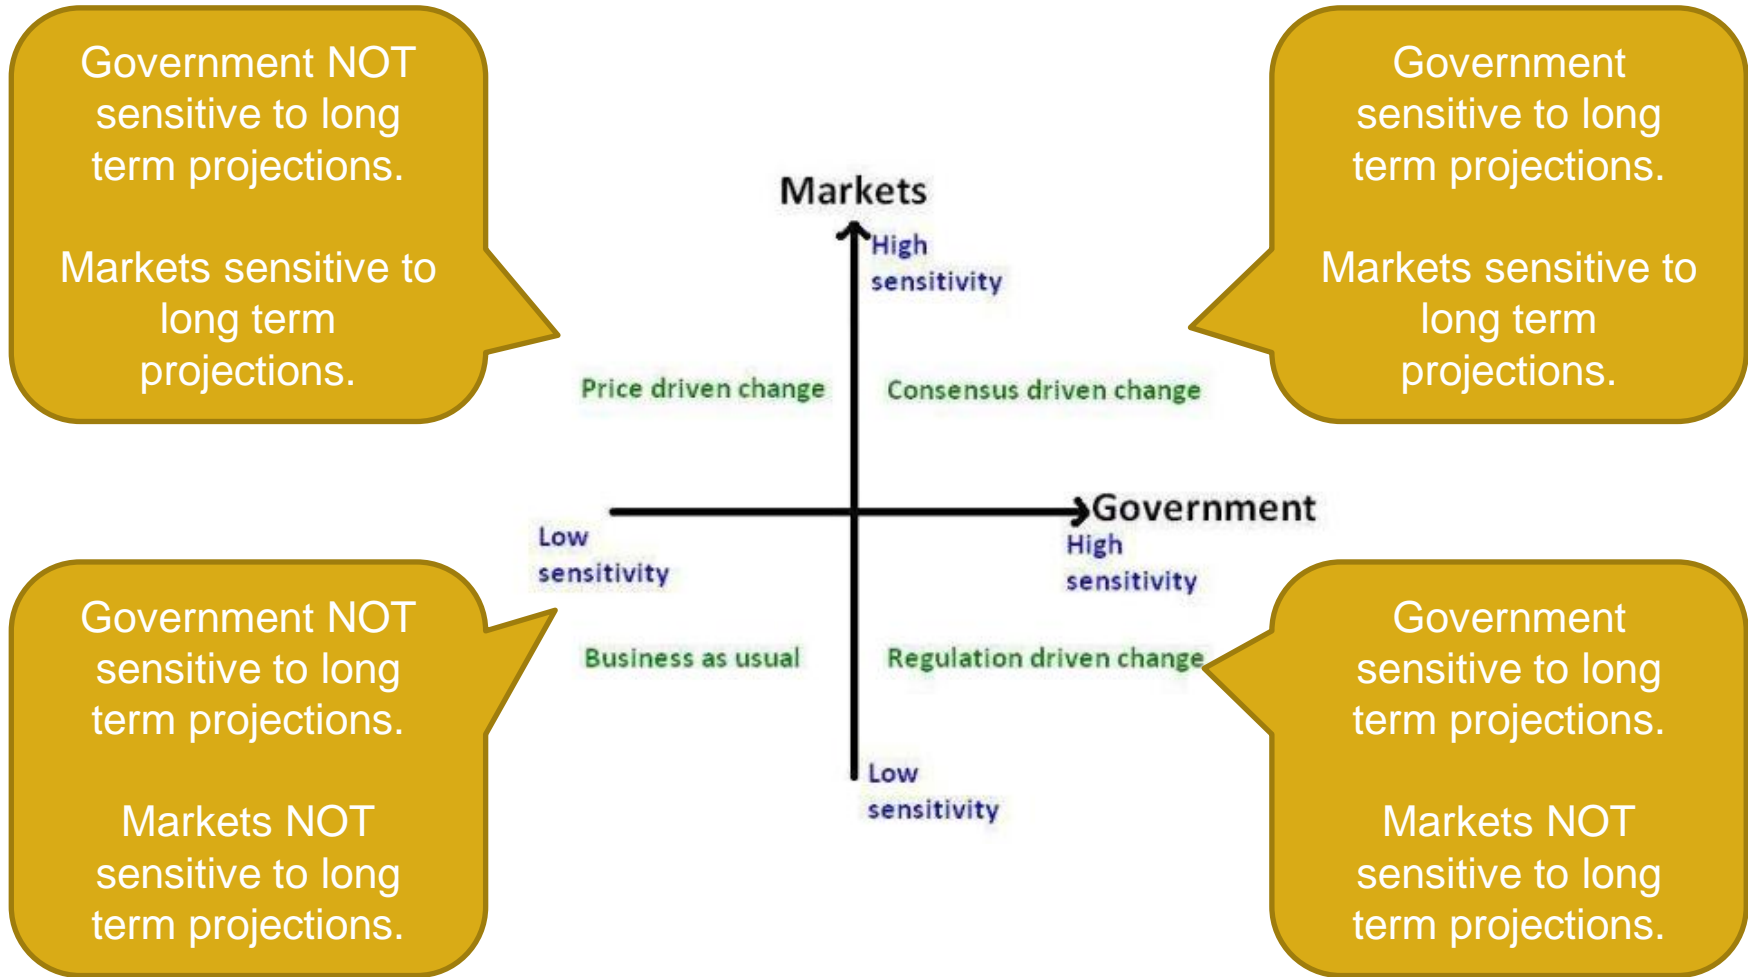 Government NOT
sensitive to long
term projections.
Markets sensitive to
long term
projections.
Government
sensitive to long
term projections.
Markets sensitive to
long term
projections.
Markets
High
sensitivity
Price driven change
Consensus driven change
Government
Low
sensitivity
High
sensitivity
Business as usual
Regulation driven change
Low
sensitivity
Government NOT
sensitive to long
term projections.
Markets NOT
sensitive to long
term projections.
Government
sensitive to long
term projections.
Markets NOT
sensitive to long
term projections.